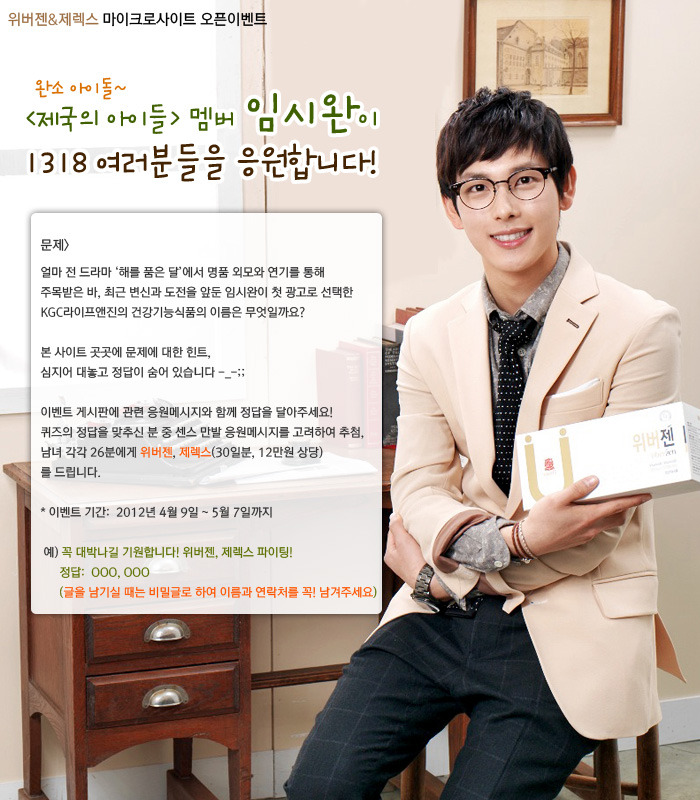 위버젠&제렉스 마이크로사이트 오픈이벤트
완소 아이돌~
<제국의 아이들> 멤버 임시완이
1318 여러분들을 응원합니다!
문제>
얼마 전 드라마 '해를 품은 달'에서 명품 외모와 연기를 통해
주목받은 바, 최근 변신과 도전을 앞둔 임시완이 첫 광고로 선택한
KGC라이프앤진의 건강기능식품의 이름은 무엇일까요?
본 사이트 곳곳에 문제에 대한 힌트,
심지어 대놓고 정답이 숨어 있습니다 -_-;;
이벤트 게시판에 관련 응원메시지와 함께 정답을 달아주세요!
퀴즈의 정답을 맞추신 분 중 센스 만발 응원메시지를 고려하여 추첨,
남녀 각각 26분에게 위버젠, 제렉스(30일분, 12만원 상당)
를 드립니다.
* 이벤트 기간: 2012년 4월 9일 ~ 5월 7일까지
예) 꼭 대박나길 기원합니다! 위버젠, 제렉스 파이팅!
정답: 000, 000
(글을 남기실 때는 비밀글로 하여 이름과 연락처를 꼭! 남겨주세요)
위버젠